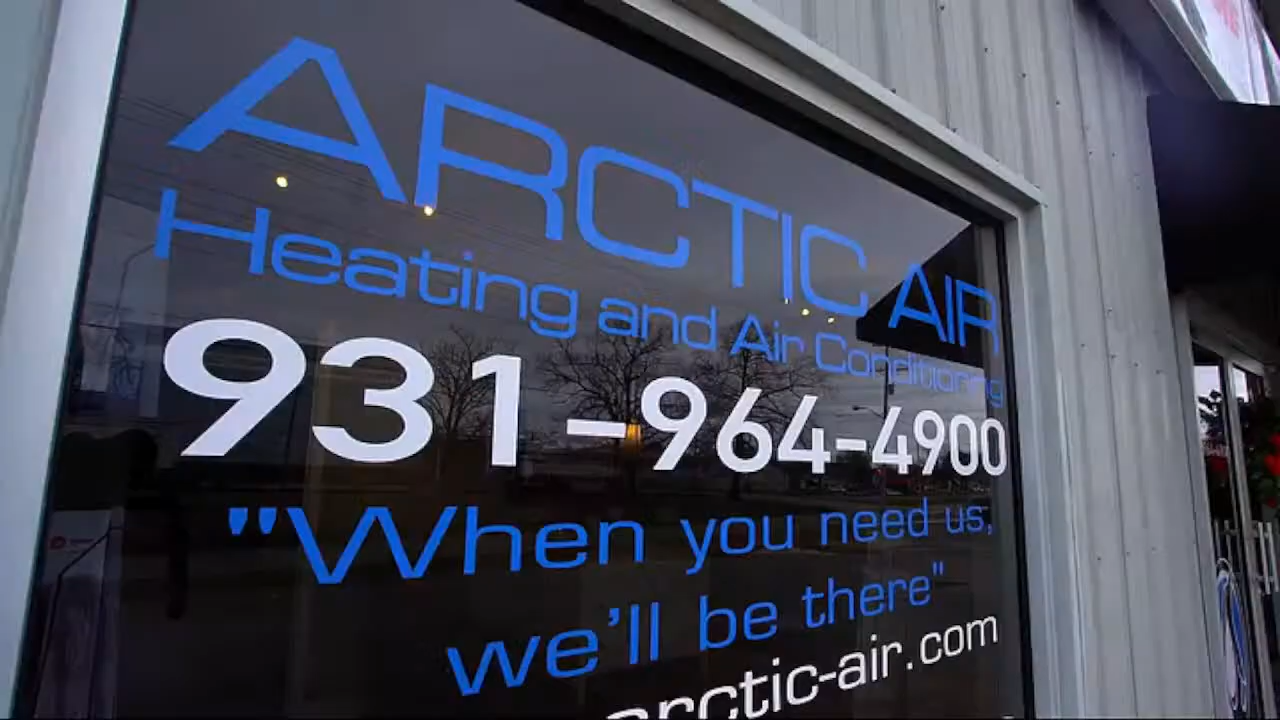 ARCTIC AIR
Heating and Air Conditioning
931-964-4900
"When you need us,
we'll be there"
arctic-air.com